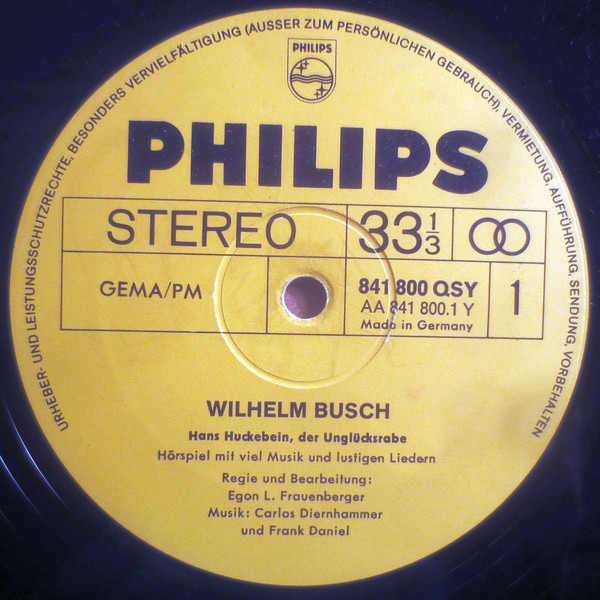 URHEBER- UND LEISTUNGSSCHUTZRECHTE, BESONDERS VERVIELFÄLTIGUNG (AUSSER ZUM PERSÖNLICHEN GEBRAUCH), VERMIETUNG, AUFFÜHRUNG, SENDUNG, VORBEHALTEN
PHILIPS
PHILIPS
STEREO 33 1/3
GEMA/PM 841 800 QSY 1
AA 841 800.1 Y
Made in Germany
WILHELM BUSCH
Hans Huckebein, der Unglücksrabe
Hörspiel mit viel Musik und lustigen Liedern
Regie und Bearbeitung:
Egon L. Frauenberger
Musik: Carlos Diernhammer
und Frank Daniel